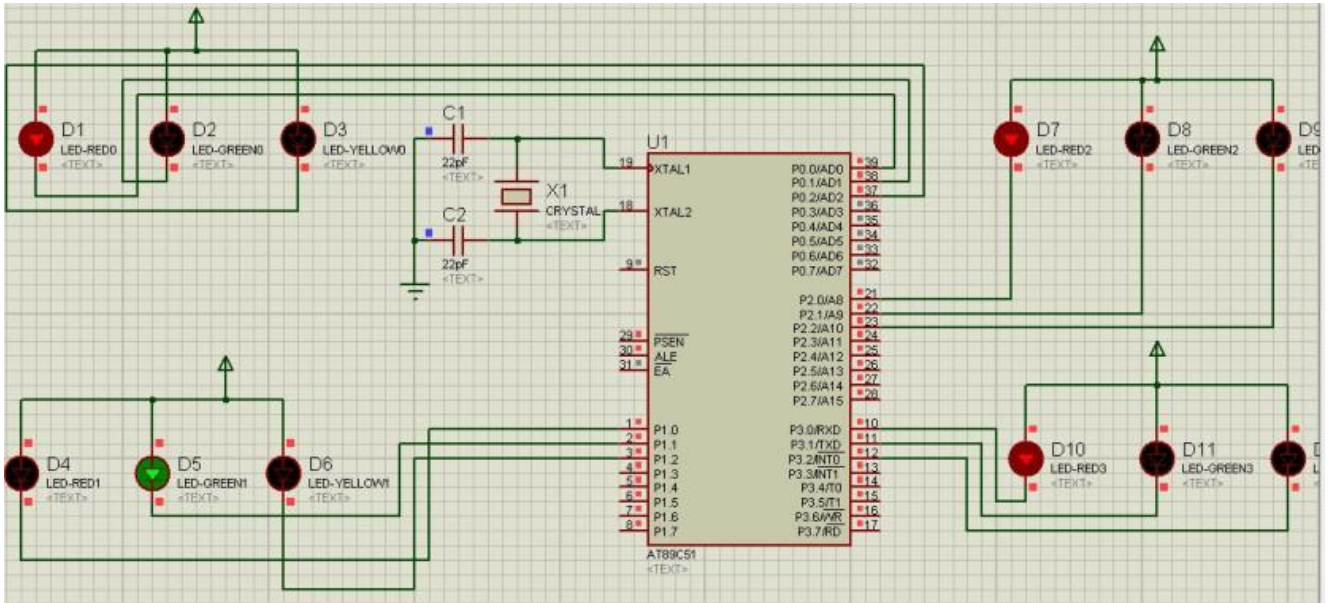 D1
LED-RED0
<TEXT>
D2
LED-GREEN0
<TEXT>
D3
LED-YELLOW0
<TEXT>
C1
22pF
<TEXT>
X1
CRYSTAL
<TEXT>
C2
22pF
<TEXT>
U1
19
XTAL1
18
XTAL2
9
RST
29
PSEN
30
ALE
31
EA
1
P1.0
2
P1.1
3
P1.2
4
P1.3
5
P1.4
6
P1.5
7
P1.6
8
P1.7
P0.0/AD0
39
P0.1/AD1
38
P0.2/AD2
37
P0.3/AD3
36
P0.4/AD4
35
P0.5/AD5
34
P0.6/AD6
33
P0.7/AD7
32
P2.0/A8
21
P2.1/A9
22
P2.2/A10
23
P2.3/A11
24
P2.4/A12
25
P2.5/A13
26
P2.6/A14
27
P2.7/A15
28
P3.0/RXD
10
P3.1/TXD
11
P3.2/INT0
12
P3.3/INT1
13
P3.4/T0
14
P3.5/T1
15
P3.6/WR
16
P3.7/RD
17
AT89C51
<TEXT>
D7
LED-RED2
<TEXT>
D8
LED-GREEN2
<TEXT>
D9
LED
D4
LED-RED1
<TEXT>
D5
LED-GREEN1
<TEXT>
D6
LED-YELLOW1
<TEXT>
D10
LED-RED3
<TEXT>
D11
LED-GREEN3
<TEXT>